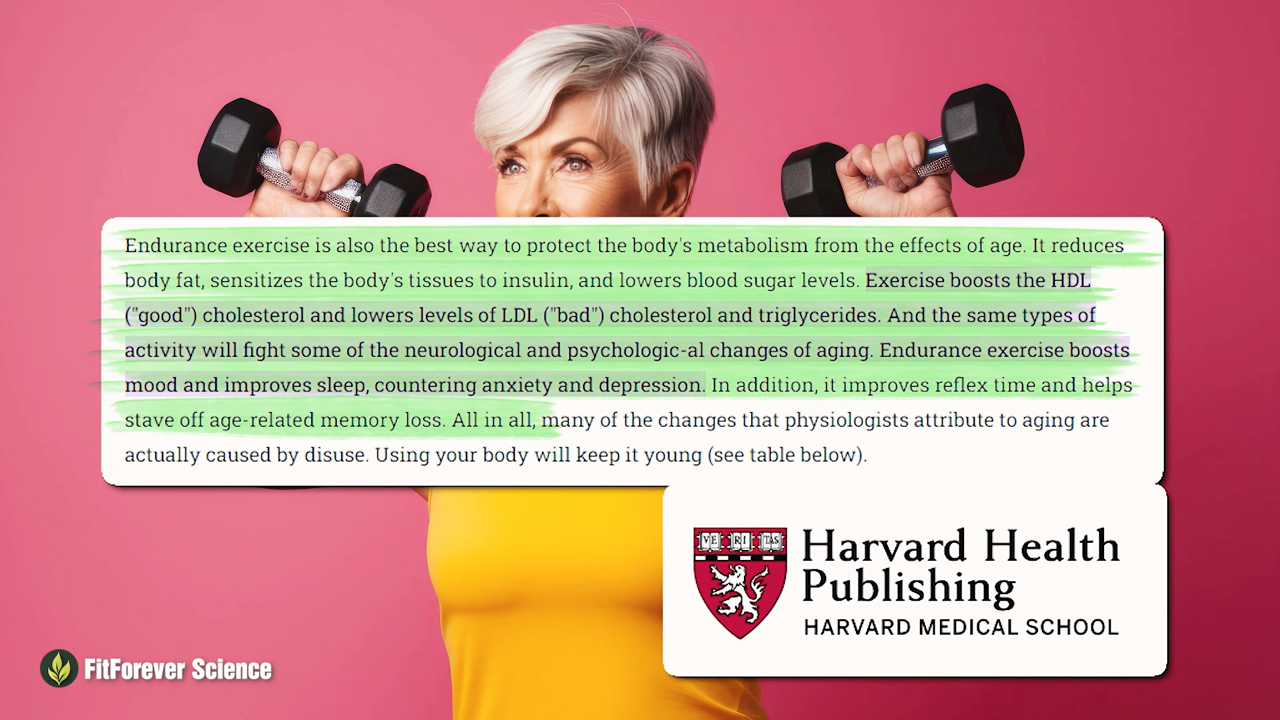 Endurance exercise is also the best way to protect the body's metabolism from the effects of age. It reduces
body fat, sensitizes the body's tissues to insulin, and lowers blood sugar levels. Exercise boosts the HDL
("good") cholesterol and lowers levels of LDL ("bad") cholesterol and triglycerides. And the same types of
activity will fight some of the neurological and psychologic-al changes of aging. Endurance exercise boosts
mood and improves sleep, countering anxiety and depression. In addition, it improves reflex time and helps
stave off age-related memory loss. All in all, many of the changes that physiologists attribute to aging are
actually caused by disuse. Using your body will keep it young (see table below).
VE RI TAS
Harvard Health
Publishing
HARVARD MEDICAL SCHOOL
FitForever Science